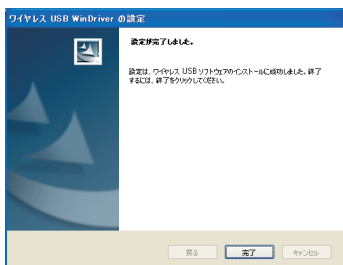 ワイヤレス USB WinDriver の設定
設定が完了しました。
設定は、ワイヤレス USB ソフトウェアのインストールに成功しました。終了
するには、終了をクリックしてください。
戻る
完了
キャンセル